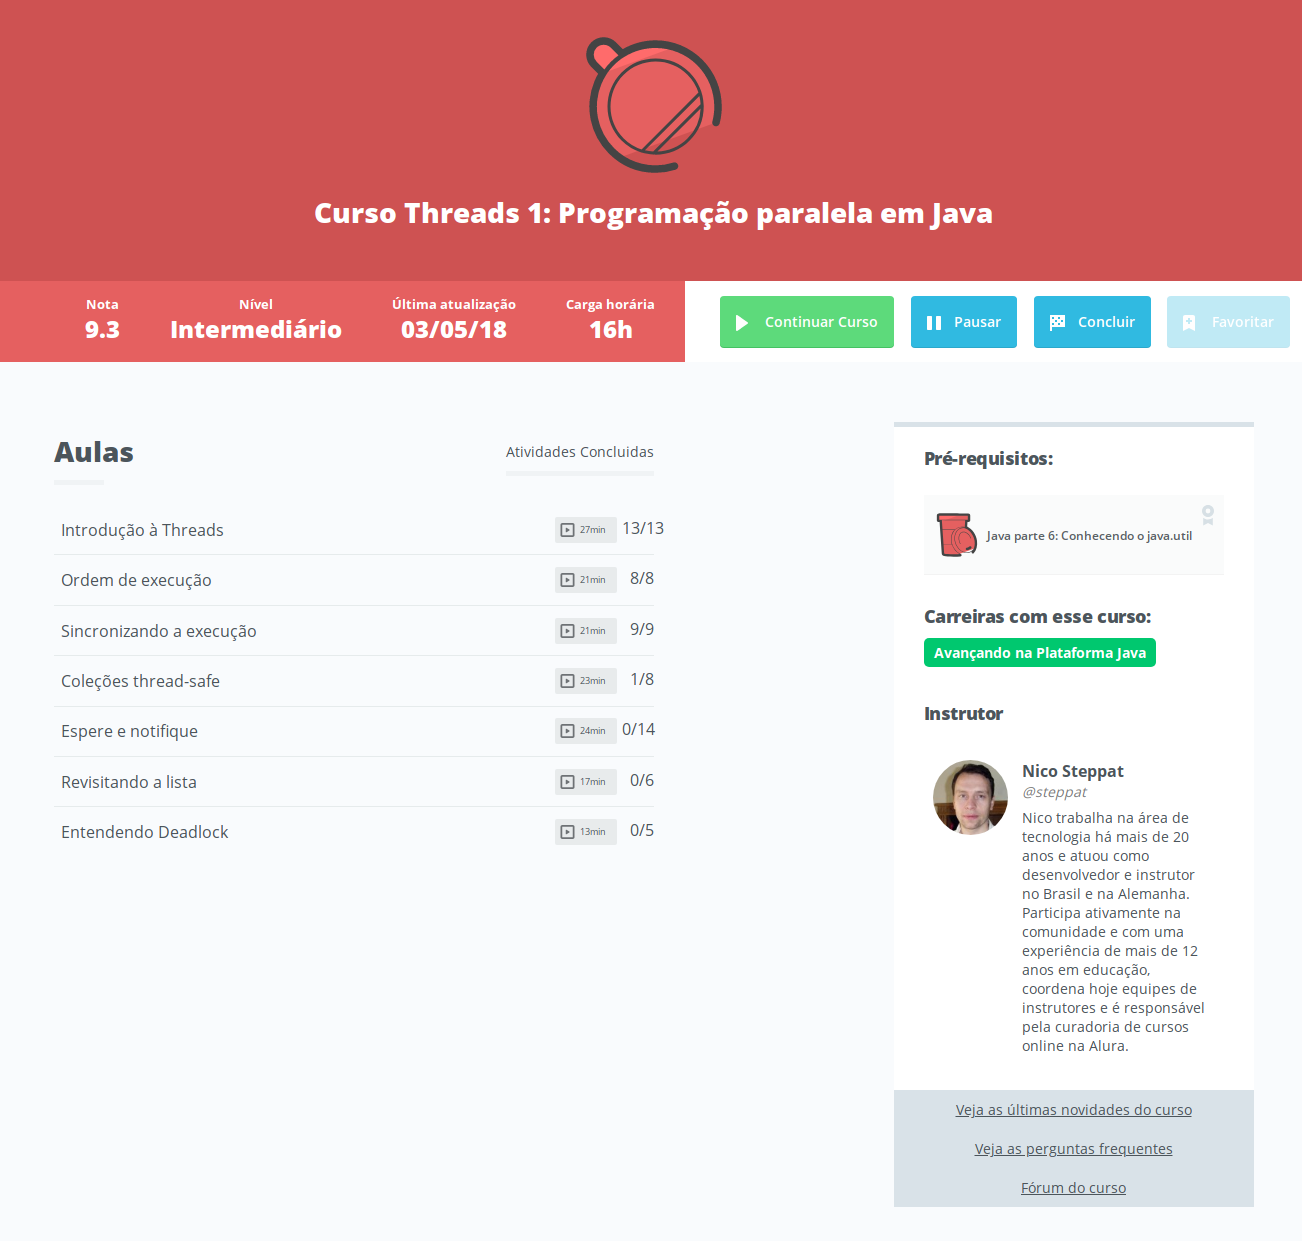 Curso Threads 1: Programação paralela em Java
Nota
9.3
Nível
Intermediário
Última atualização
03/05/18
Carga horária
16h
Continuar Curso
Pausar
Concluir
Favoritar
Aulas
Atividades Concluidas
Introdução à Threads 27min 13/13
Ordem de execução 21min 8/8
Sincronizando a execução 21min 9/9
Coleções thread-safe 23min 1/8
Espere e notifique 24min 0/14
Revisitando a lista 17min 0/6
Entendendo Deadlock 13min 0/5
Pré-requisitos:
Java parte 6: Conhecendo o java.util
Carreiras com esse curso:
Avançando na Plataforma Java
Instrutor
Nico Steppat
@steppat
Nico trabalha na área de
tecnologia há mais de 20
anos e atuou como
desenvolvedor e instrutor
no Brasil e na Alemanha.
Participa ativamente na
comunidade e com uma
experiência de mais de 12
anos em educação,
coordena hoje equipes de
instrutores e é responsável
pela curadoria de cursos
online na Alura.
Veja as últimas novidades do curso
Veja as perguntas frequentes
Fórum do curso